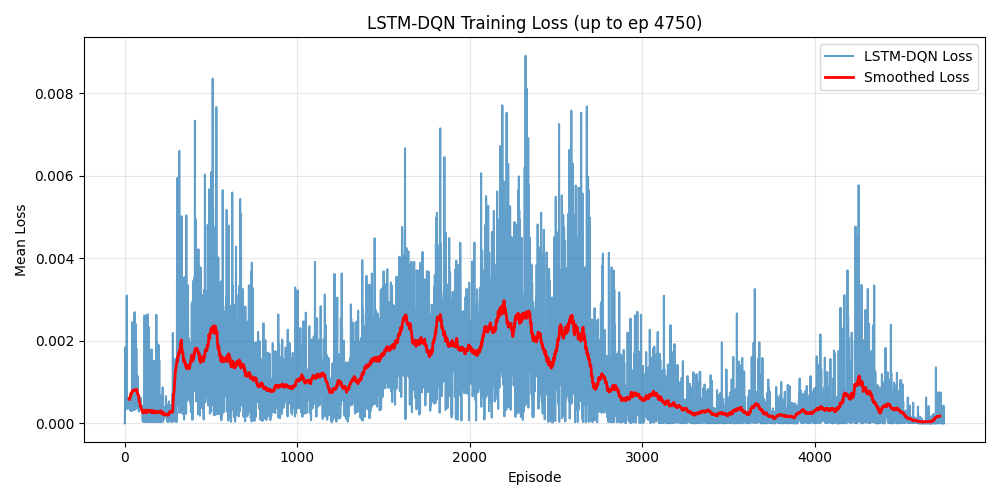 LSTM-DQN Training Loss (up to ep 4750)
LSTM-DQN Loss
Smoothed Loss
Mean Loss
0.008
0.006
0.004
0.002
0.000
0
1000
2000
3000
4000
Episode